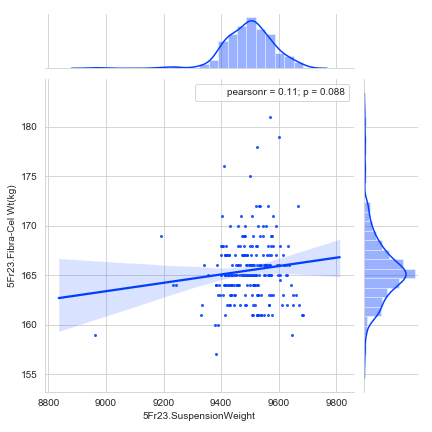 pearsonr = 0.11; p = 0.088
180
175
170
165
160
155
5Fr23.Fibra-Cel Wt(kg)
8800 9000 9200 9400 9600 9800
5Fr23.SuspensionWeight